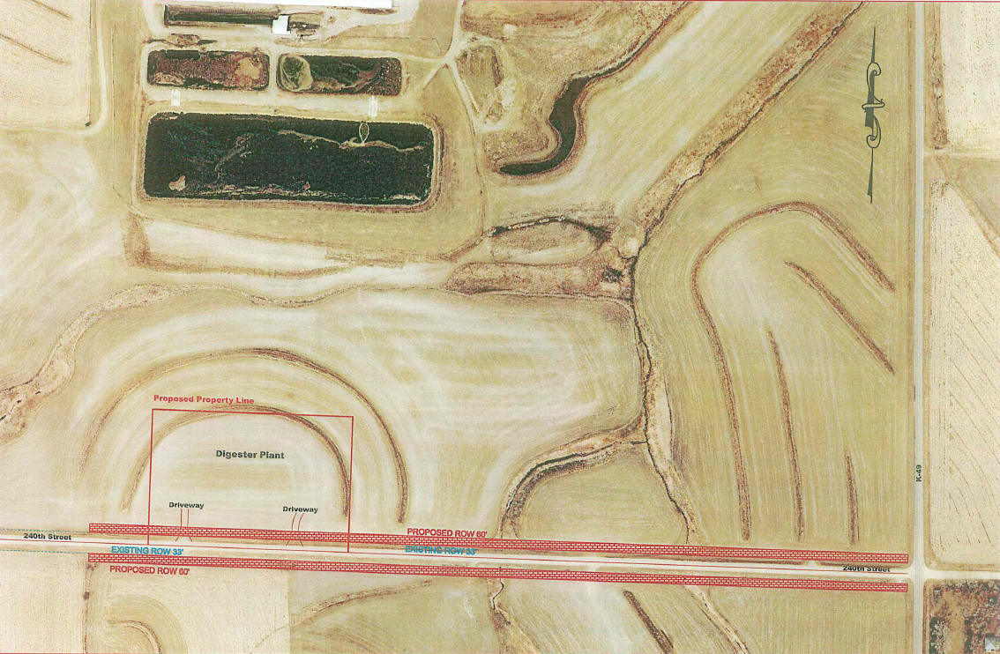 Proposed Property Line
Digester Plant
K-49
Driveway
Driveway
240th Street
PROPOSED ROW 60'
EXISTING ROW 33'
EXISTING ROW 33'
240th Street
PROPOSED ROW 60'